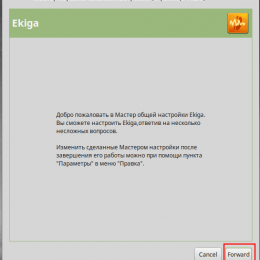 Ekiga
Добро пожаловать в Мастер общей настройки Ekiga.
Вы сможете настроить Ekiga,ответив на несколько
несложных вопросов.
Изменить сделанные Мастером настройки после
завершения его работы можно при помощи пункта
"Параметры" в меню "Правка".
Cancel Forward